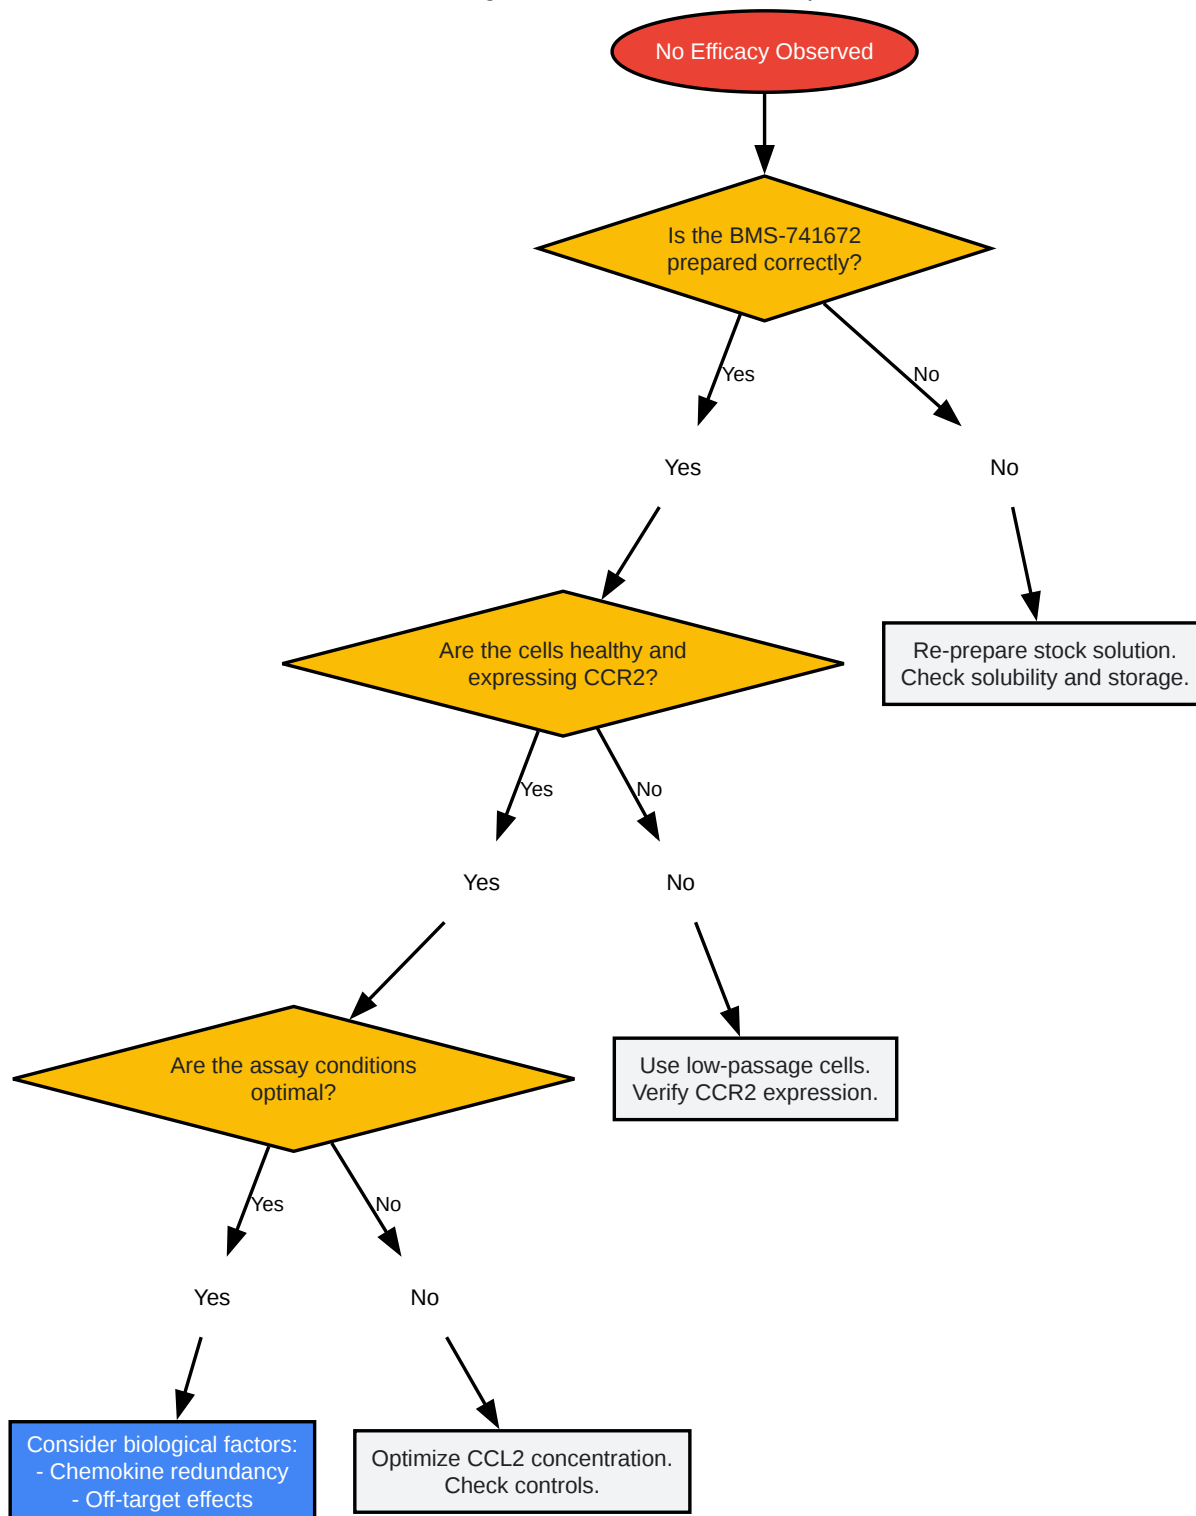 No Efficacy Observed
Is the BMS-741672
prepared correctly?
Yes
No
Yes
No
Are the cells healthy and
expressing CCR2?
Re-prepare stock solution.
Check solubility and storage.
Yes
No
Yes
No
Are the assay conditions
optimal?
Use low-passage cells.
Verify CCR2 expression.
Yes
No
Yes
No
Consider biological factors:
- Chemokine redundancy
- Off-target effects
Optimize CCL2 concentration.
Check controls.